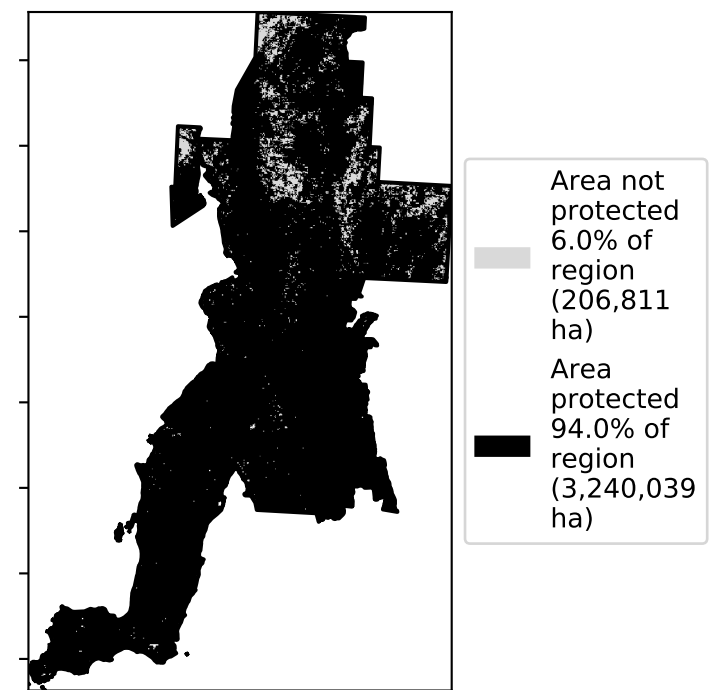 Area not
protected
6.0% of
region
(206,811
ha)
Area
protected
94.0% of
region
(3,240,039
ha)